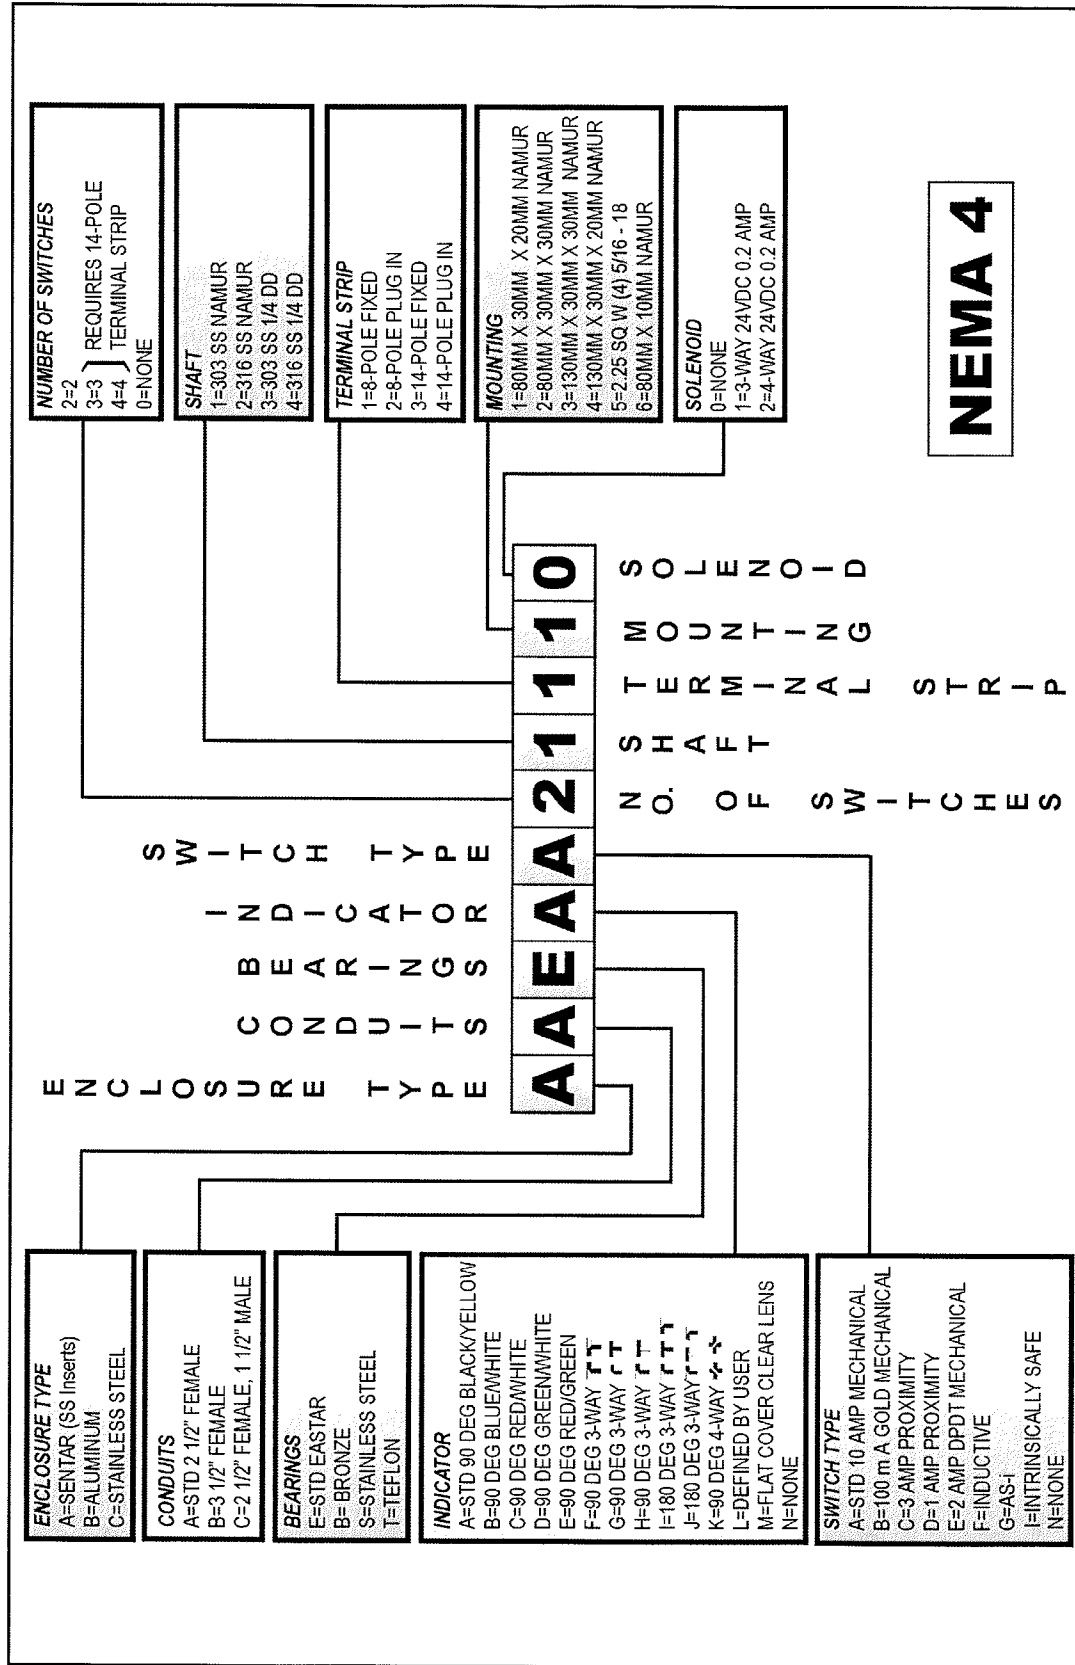 ENCLOSURE TYPE
A=SENTAR (SS Inserts)
B=ALUMINUM
C=STAINLESS STEEL
CONDUITS
A=STD 2 1/2" FEMALE
B=3 1/2" FEMALE
C=2 1/2" FEMALE, 1 1/2" MALE
BEARINGS
E=STD EASTAR
B=BRONZE
S=STAINLESS STEEL
T=TEFLON
INDICATOR
A=STD 90 DEG BLACK/YELLOW
B=90 DEG BLUE/WHITE
C=90 DEG RED/WHITE
D=90 DEG GREEN/WHITE
E=90 DEG RED/GREEN
F=90 DEG 3-WAY
G=90 DEG 3-WAY
H=90 DEG 3-WAY
I=180 DEG 3-WAY
J=180 DEG 3-WAY
K=90 DEG 4-WAY
L=DEFINED BY USER
M=FLAT COVER CLEAR LENS
N=NONE
SWITCH TYPE
A=STD 10 AMP MECHANICAL
B=100 m A GOLD MECHANICAL
C=3 AMP PROXIMITY
D=1 AMP PROXIMITY
E=2 AMP DPDT MECHANICAL
F=INDUCTIVE
G=AS-i
I=INTRINSICALLY SAFE
N=NONE
ENCLOSURE TYPE
CONDUITS
BEARINGS
INDICATOR
SWITCH TYPE
A A E A A 2 1 1 1 0
NO. OF SWITCHES
SHAFT
TERMINAL STRIP
MOUNTING
SOLENOID
NUMBER OF SWITCHES
2=2
3=3 } REQUIRES 14-POLE
4=4 TERMINAL STRIP
0=NONE
SHAFT
1=303 SS NAMUR
2=316 SS NAMUR
3=303 SS 1/4 DD
4=316 SS 1/4 DD
TERMINAL STRIP
1=8-POLE FIXED
2=8-POLE PLUG IN
3=14-POLE FIXED
4=14-POLE PLUG IN
MOUNTING
1=80MM X 30MM X 20MM NAMUR
2=80MM X 30MM X 30MM NAMUR
3=130MM X 30MM X 30MM NAMUR
4=130MM X 30MM X 20MM NAMUR
5=2.25 SQ W (4) 5/16 - 18
6=80MM X 10MM NAMUR
SOLENOID
0=NONE
1=3-WAY 24VDC 0.2 AMP
2=4-WAY 24VDC 0.2 AMP
NEMA 4